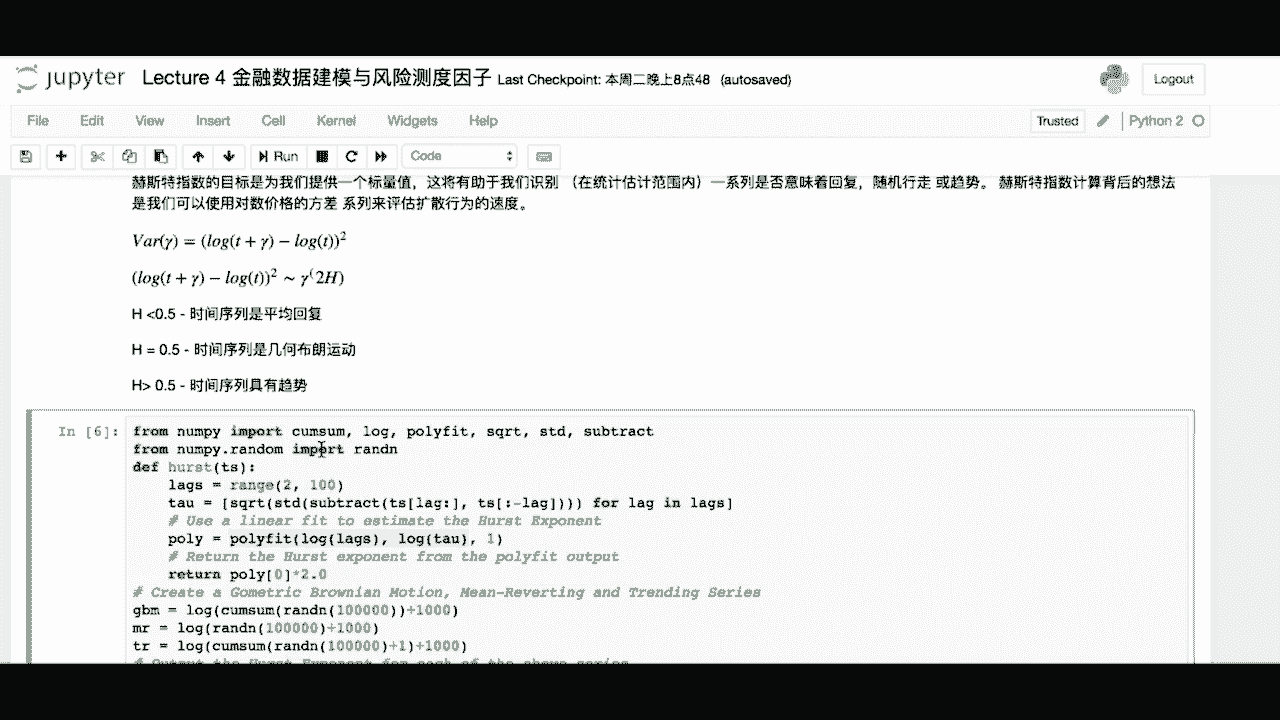 jupyter Lecture 4 金融数据建模与风险测度因子 Last Checkpoint: 本周二晚上8点48 (autosaved) Logout
File Edit View Insert Cell Kernel Widgets Help Trusted Python 2
Run Code
赫斯特指数的目标是为我们提供一个标量值，这将有助于我们识别 （在统计估计范围内）一系列是否意味着回复，随机行走 或趋势。 赫斯特指数计算背后的想法
是我们可以使用对数价格的方差 系列来评估扩散行为的速度。
Var(γ) = (log(t + γ) − log(t))²
(log(t + γ) − log(t))² ~ γ⁽2H)
H <0.5 - 时间序列是平均回复
H = 0.5 - 时间序列是几何布朗运动
H> 0.5 - 时间序列具有趋势
In [6]: from numpy import cumsum, log, polyfit, sqrt, std, subtract
from numpy.random import randn
def hurst(ts):
lags = range(2, 100)
tau = [sqrt(std(subtract(ts[lag:], ts[:-lag]))) for lag in lags]
# Use a linear fit to estimate the Hurst Exponent
poly = polyfit(log(lags), log(tau), 1)
# Return the Hurst exponent from the polyfit output
return poly[0]*2.0
# Create a Gometric Brownian Motion, Mean-Reverting and Trending Series
gbm = log(cumsum(randn(100000))+1000)
mr = log(randn(100000)+1000)
tr = log(cumsum(randn(100000)+1)+1000)
# Output the Hurst Exponent for each of the above series